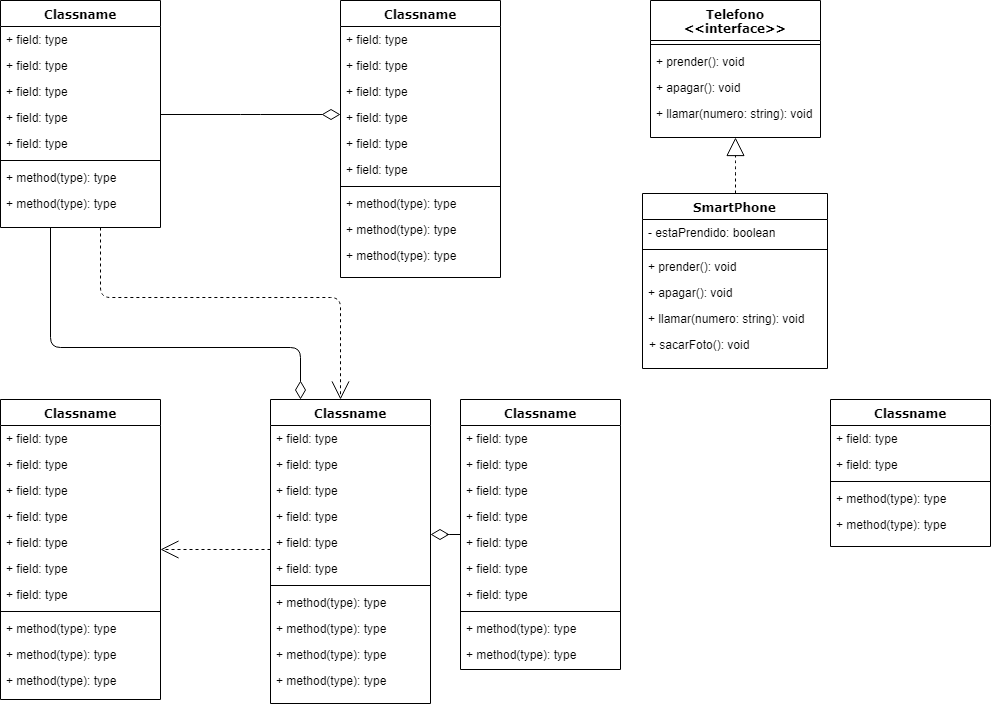 Classname
+ field: type
+ field: type
+ field: type
+ field: type
+ field: type
+ method(type): type
+ method(type): type
Classname
+ field: type
+ field: type
+ field: type
+ field: type
+ field: type
+ field: type
+ method(type): type
+ method(type): type
+ method(type): type
Telefono
<<interface>>
+ prender(): void
+ apagar(): void
+ llamar(numero: string): void
SmartPhone
- estaPrendido: boolean
+ prender(): void
+ apagar(): void
+ llamar(numero: string): void
+ sacarFoto(): void
Classname
+ field: type
+ field: type
+ field: type
+ field: type
+ field: type
+ field: type
+ field: type
+ method(type): type
+ method(type): type
+ method(type): type
Classname
+ field: type
+ field: type
+ field: type
+ field: type
+ field: type
+ field: type
+ method(type): type
+ method(type): type
+ method(type): type
+ method(type): type
Classname
+ field: type
+ field: type
+ field: type
+ field: type
+ field: type
+ field: type
+ field: type
+ method(type): type
+ method(type): type
Classname
+ field: type
+ field: type
+ method(type): type
+ method(type): type